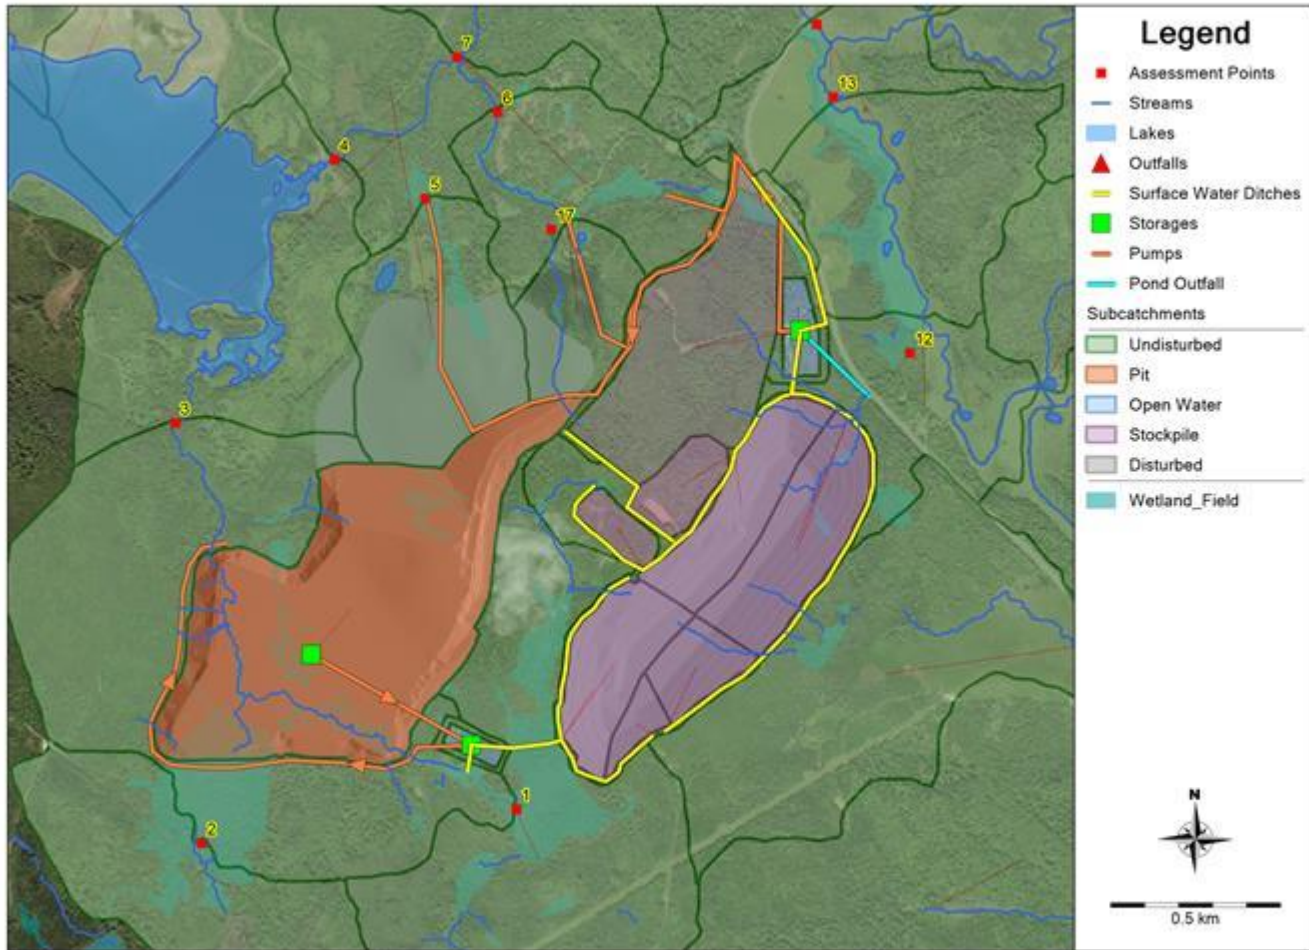 7
13
6
4
5
17
12
3
1
2
Legend
Assessment Points
Streams
Lakes
Outfalls
Surface Water Ditches
Storages
Pumps
Pond Outfall
Subcatchments
Undisturbed
Pit
Open Water
Stockpile
Disturbed
Wetland_Field
N
0.5 km